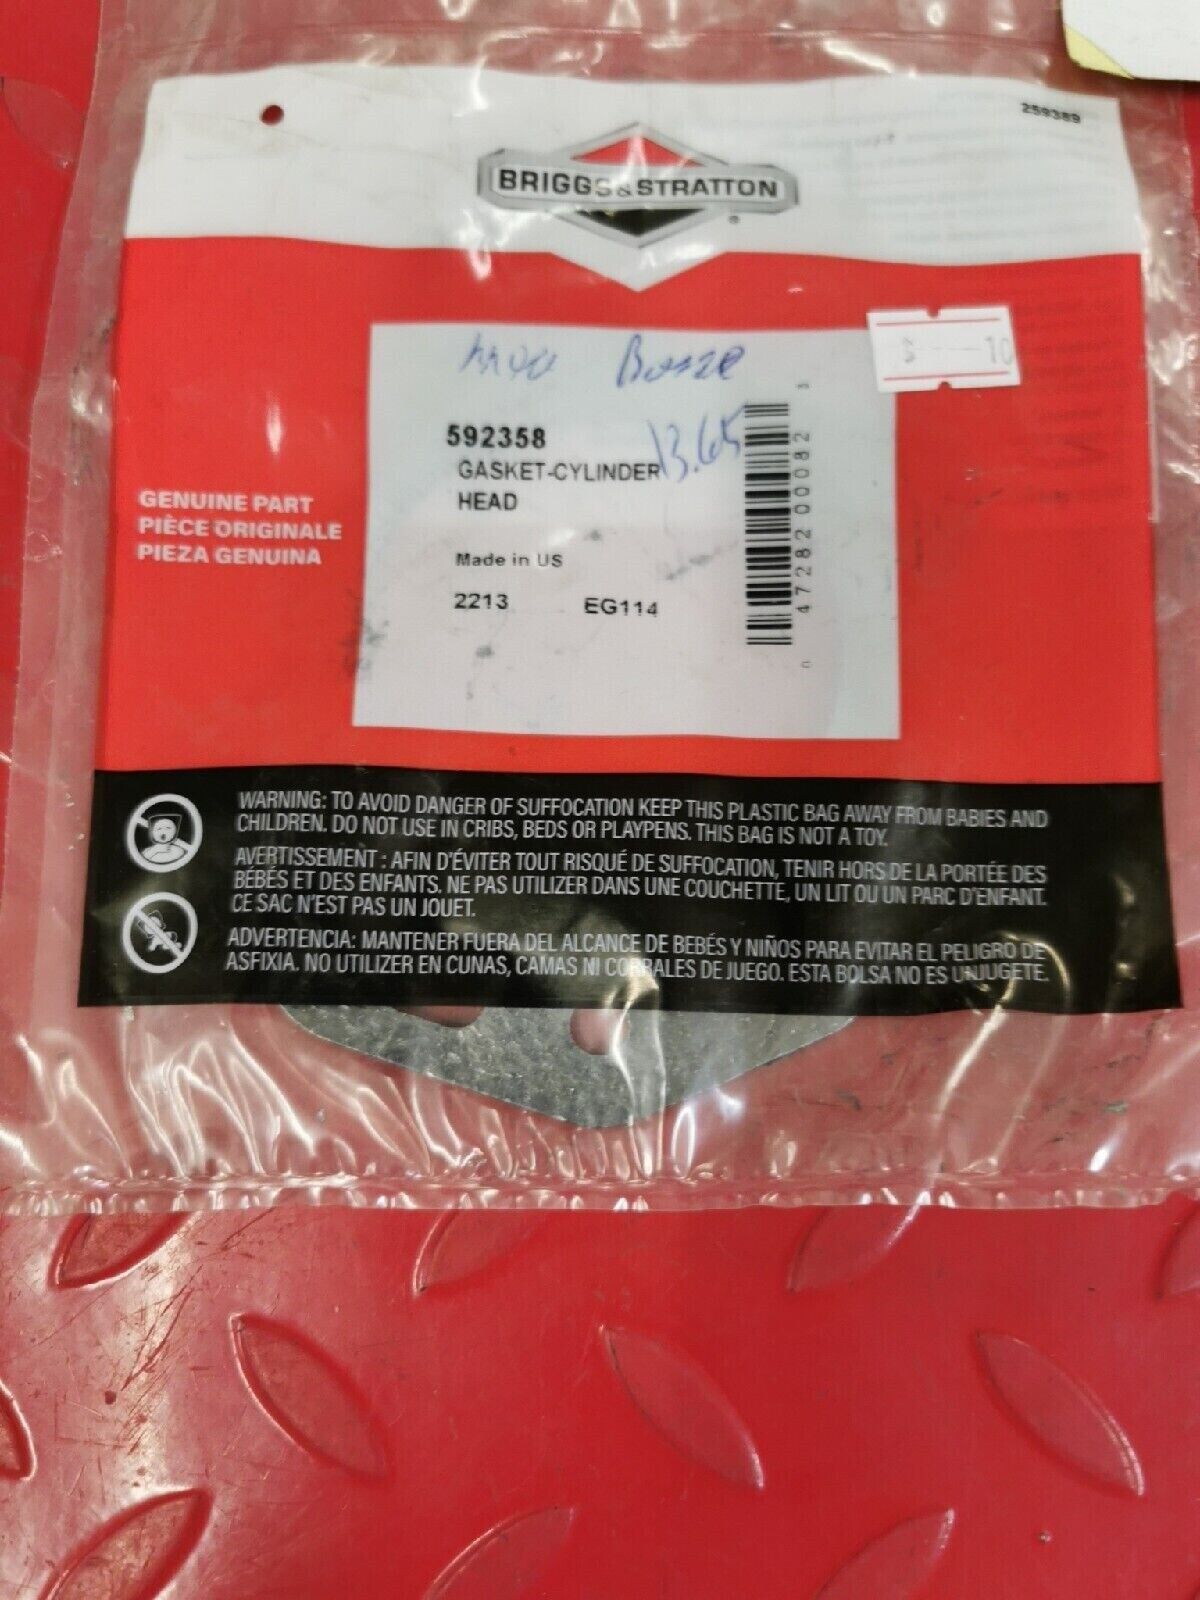 259389
BRIGGS & STRATTON
$ 10
592358
13.65
GASKET-CYLINDER
HEAD
GENUINE PART
PIÈCE ORIGINALE
PIEZA GENUINA
Made in US
2213 EG114
0 47282 00082 3
WARNING: TO AVOID DANGER OF SUFFOCATION KEEP THIS PLASTIC BAG AWAY FROM BABIES AND
CHILDREN. DO NOT USE IN CRIBS, BEDS OR PLAYPENS. THIS BAG IS NOT A TOY.
AVERTISSEMENT : AFIN D'ÉVITER TOUT RISQUÉ DE SUFFOCATION, TENIR HORS DE LA PORTÉE DES
BÉBÉS ET DES ENFANTS. NE PAS UTILIZER DANS UNE COUCHETTE, UN LIT OU UN PARC D'ENFANT.
CE SAC N'EST PAS UN JOUET.
ADVERTENCIA: MANTENER FUERA DEL ALCANCE DE BEBÉS Y NIÑOS PARA EVITAR EL PELIGRO DE
ASFIXIA. NO UTILIZER EN CUNAS, CAMAS NI CORRALES DE JUEGO. ESTA BOLSA NO ES UN JUGETE.